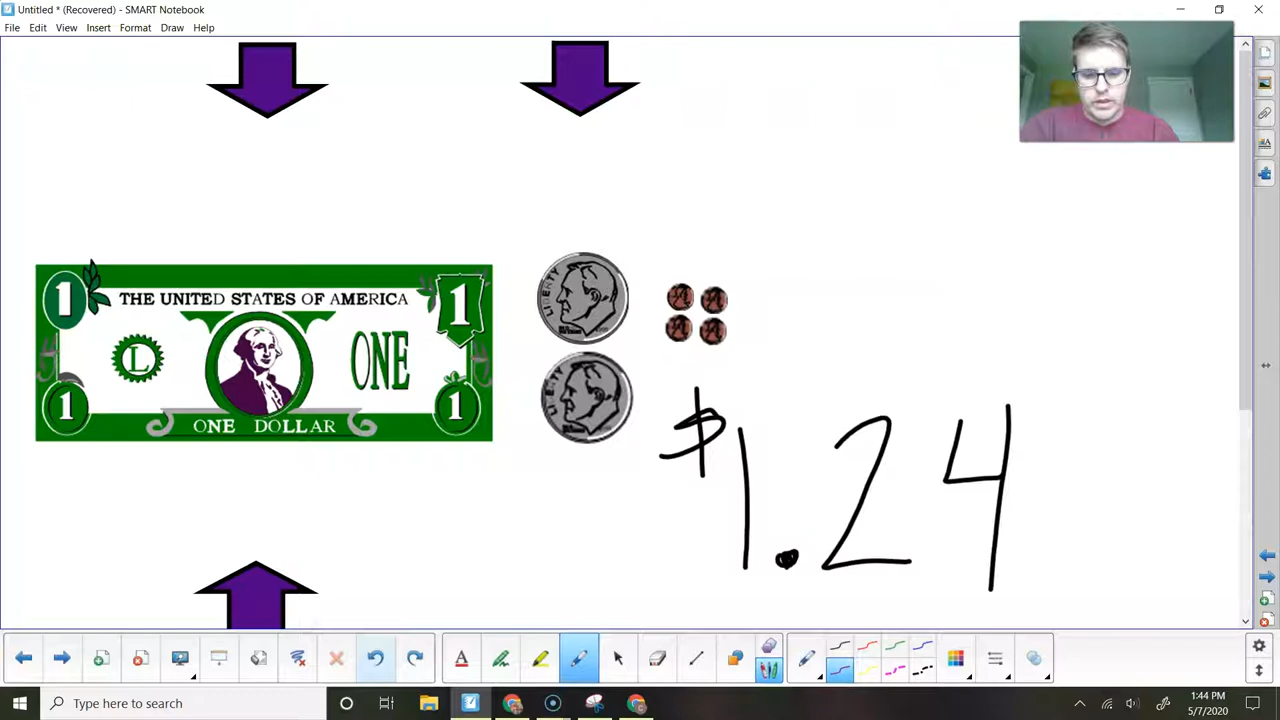 Untitled * (Recovered) - SMART Notebook
File Edit View Insert Format Draw Help
1 THE UNITED STATES OF AMERICA 1
L ONE
1 ONE DOLLAR 1
LIBERTY
$1.24
A
Type here to search
1:44 PM
5/7/2020